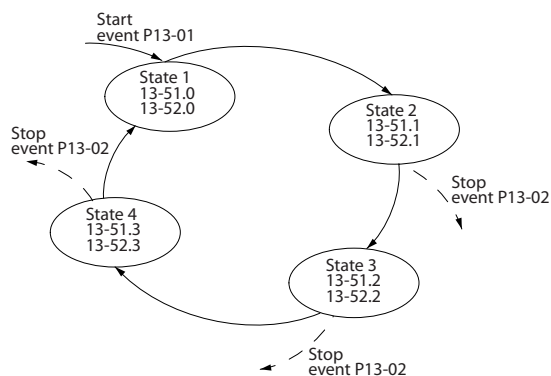 Start
event P13-01
State 1
13-51.0
13-52.0
State 2
13-51.1
13-52.1
Stop
event P13-02
Stop
event P13-02
State 4
13-51.3
13-52.3
State 3
13-51.2
13-52.2
Stop
event P13-02